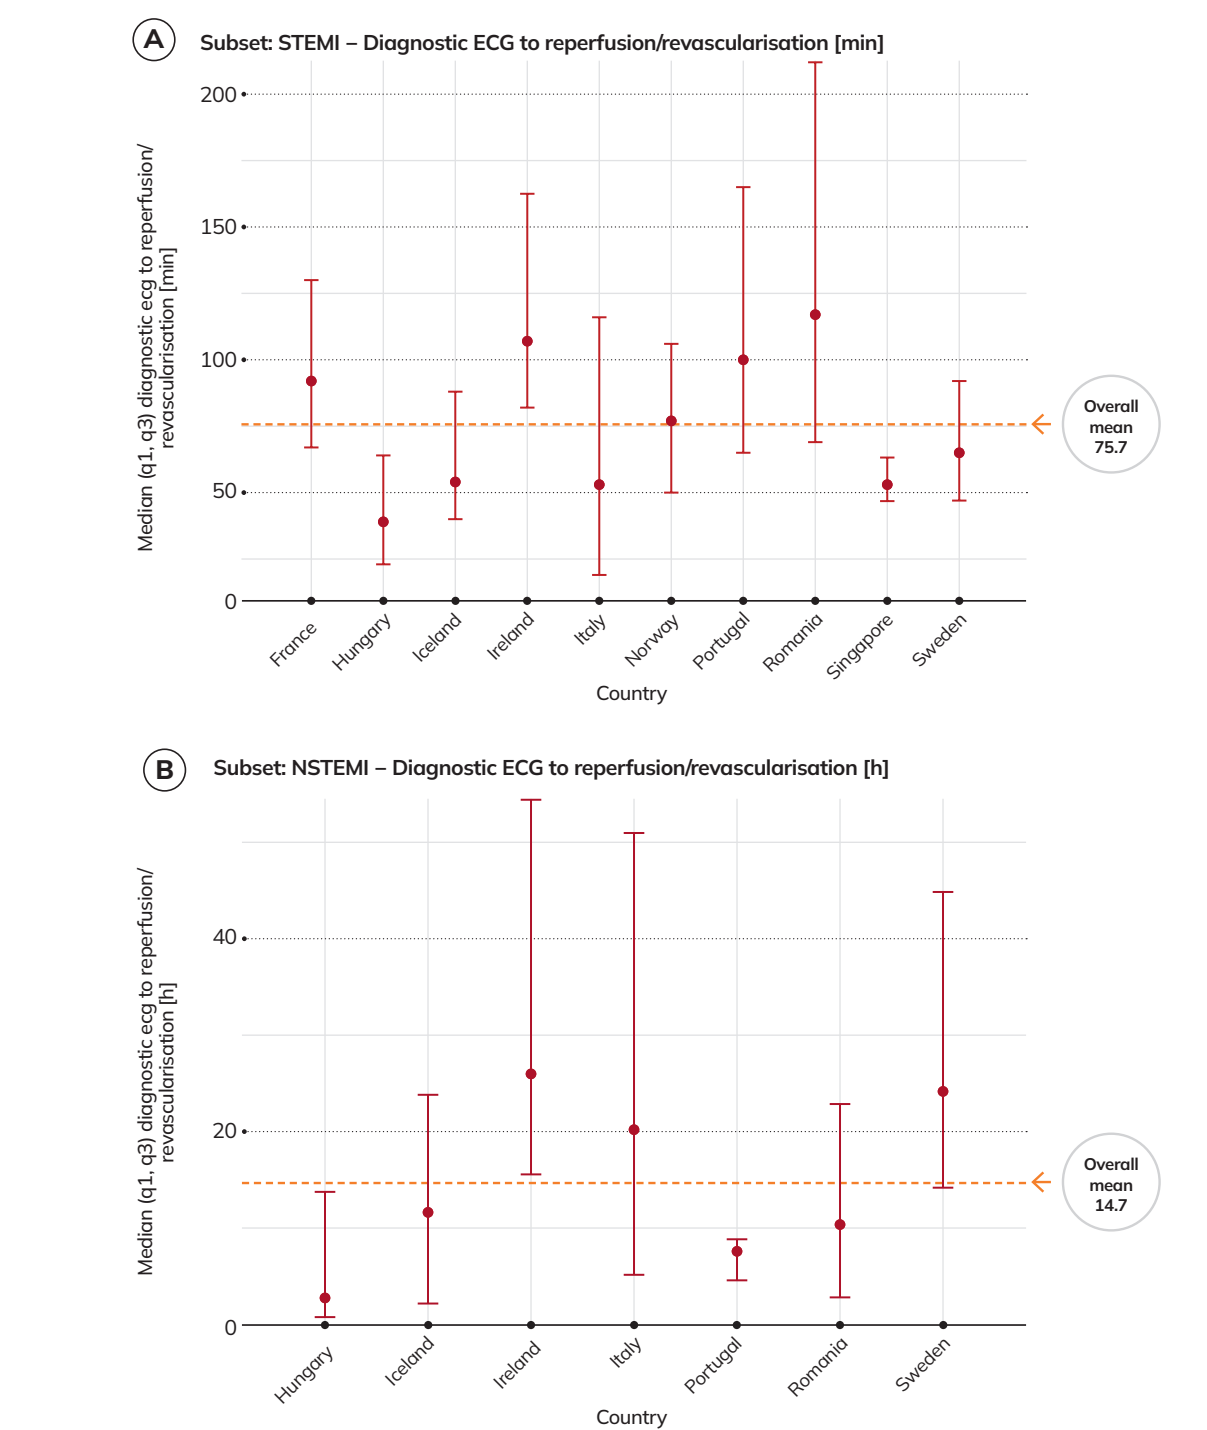 A
Subset: STEMI – Diagnostic ECG to reperfusion/revascularisation [min]
Median (q1, q3) diagnostic ecg to reperfusion/
revascularisation [min]
200
150
100
50
0
Overall
mean
75.7
France
Hungary
Iceland
Ireland
Italy
Norway
Portugal
Romania
Singapore
Sweden
Country
B
Subset: NSTEMI – Diagnostic ECG to reperfusion/revascularisation [h]
Median (q1, q3) diagnostic ecg to reperfusion/
revascularisation [h]
40
20
0
Overall
mean
14.7
Hungary
Iceland
Ireland
Italy
Portugal
Romania
Sweden
Country